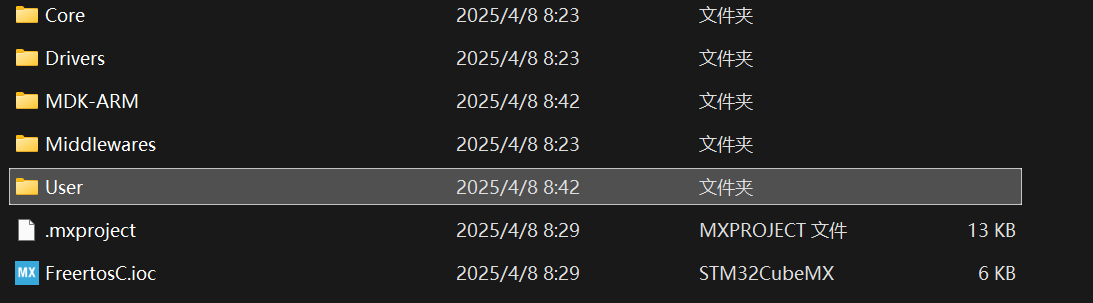 Core 2025/4/8 8:23 文件夹
Drivers 2025/4/8 8:23 文件夹
MDK-ARM 2025/4/8 8:42 文件夹
Middlewares 2025/4/8 8:23 文件夹
User 2025/4/8 8:42 文件夹
.mxproject 2025/4/8 8:29 MXPROJECT 文件 13 KB
MX FreertosC.ioc 2025/4/8 8:29 STM32CubeMX 6 KB